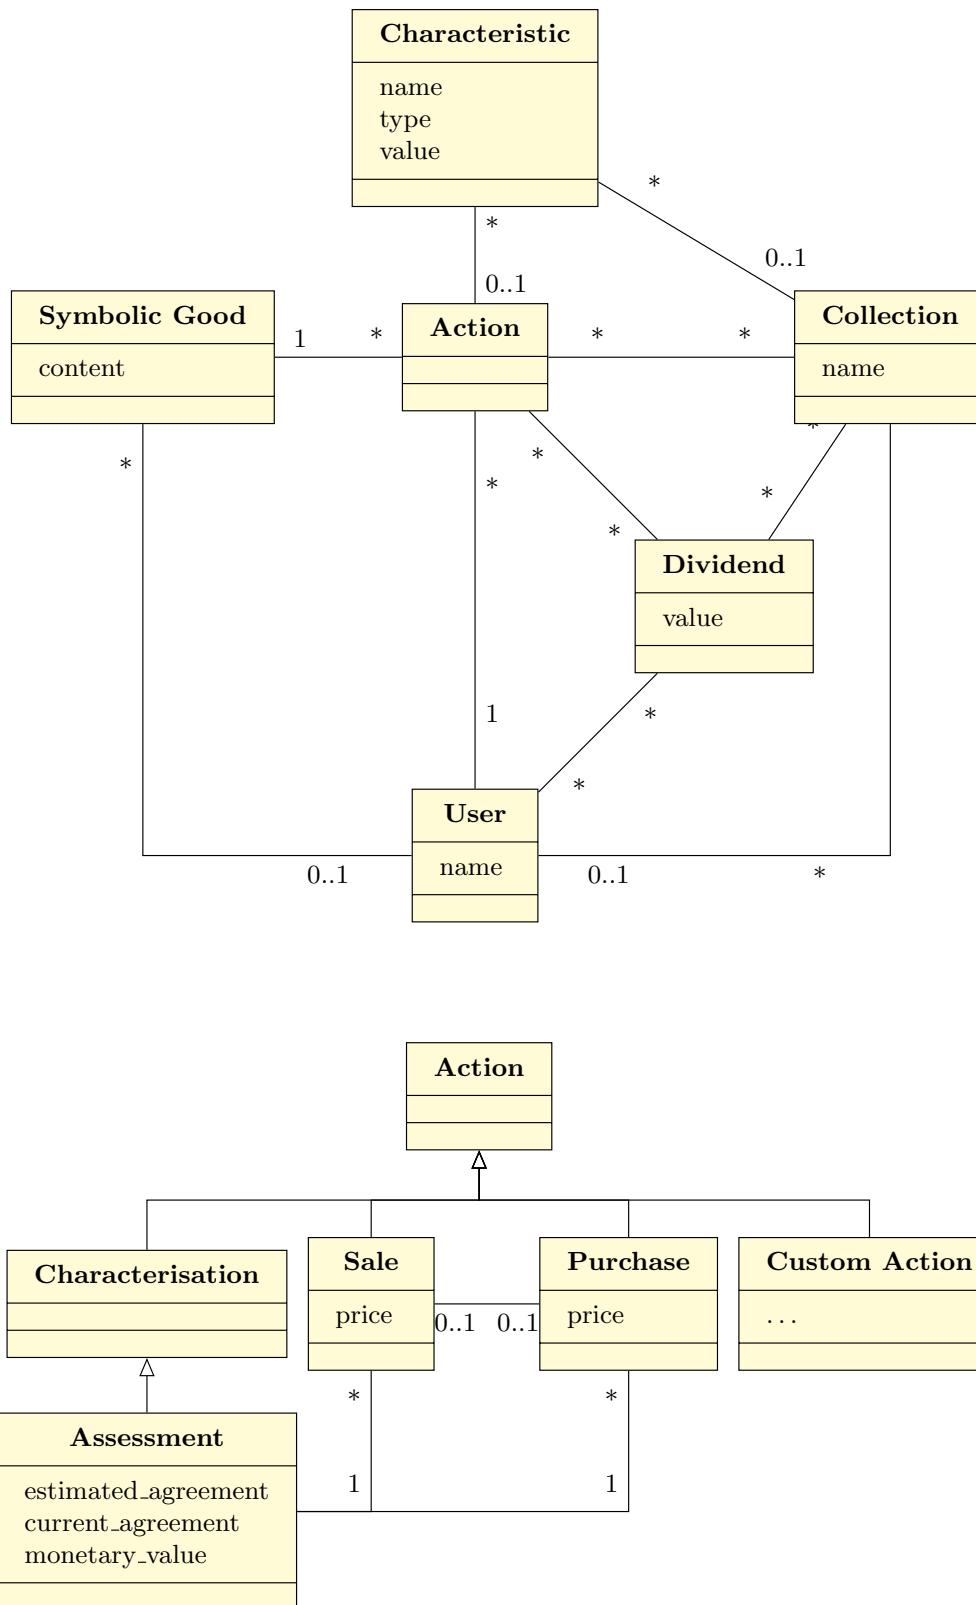 Characteristic
name
type
value
*
*
0..1
0..1
Symbolic Good
content
1
*
Action
*
*
Collection
name
*
*
*
*
*
*
Dividend
value
*
1
*
User
name
0..1
0..1
*
Action
Characterisation
Sale
price
0..1
0..1
Purchase
price
Custom Action
...
*
*
1
1
Assessment
estimated_agreement
current_agreement
monetary_value